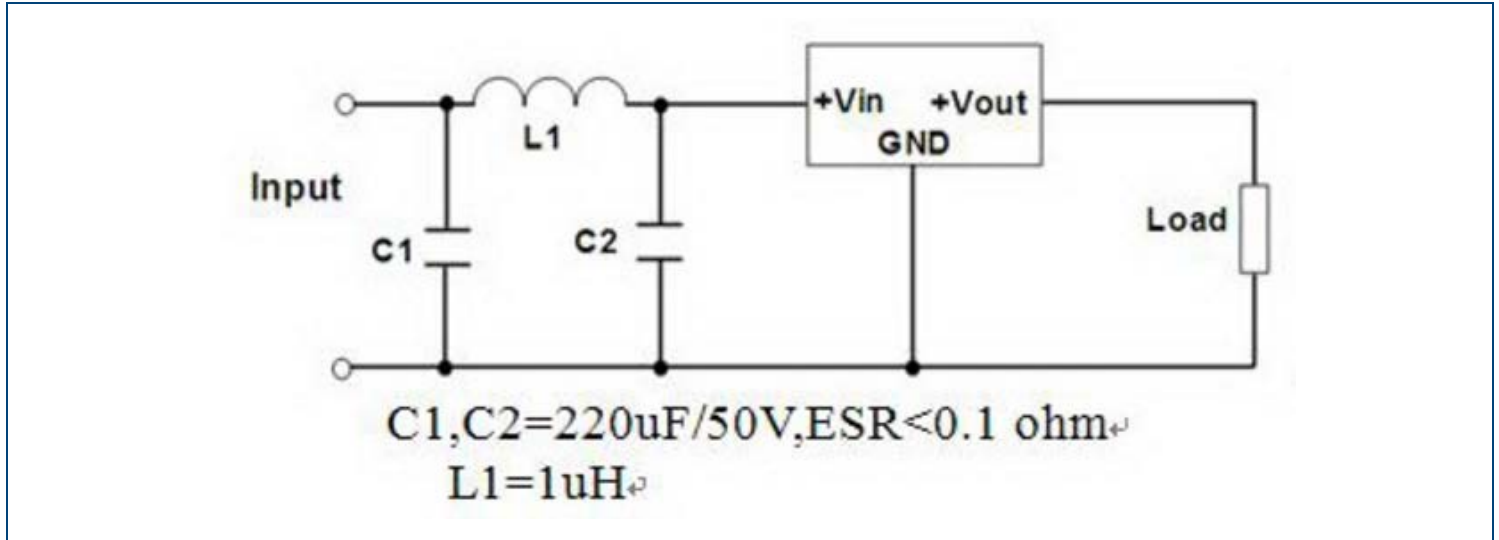 +Vin +Vout
GND
L1
Input
C1
C2
Load
C1,C2=220uF/50V,ESR<0.1 ohm↵
L1=1uH↵